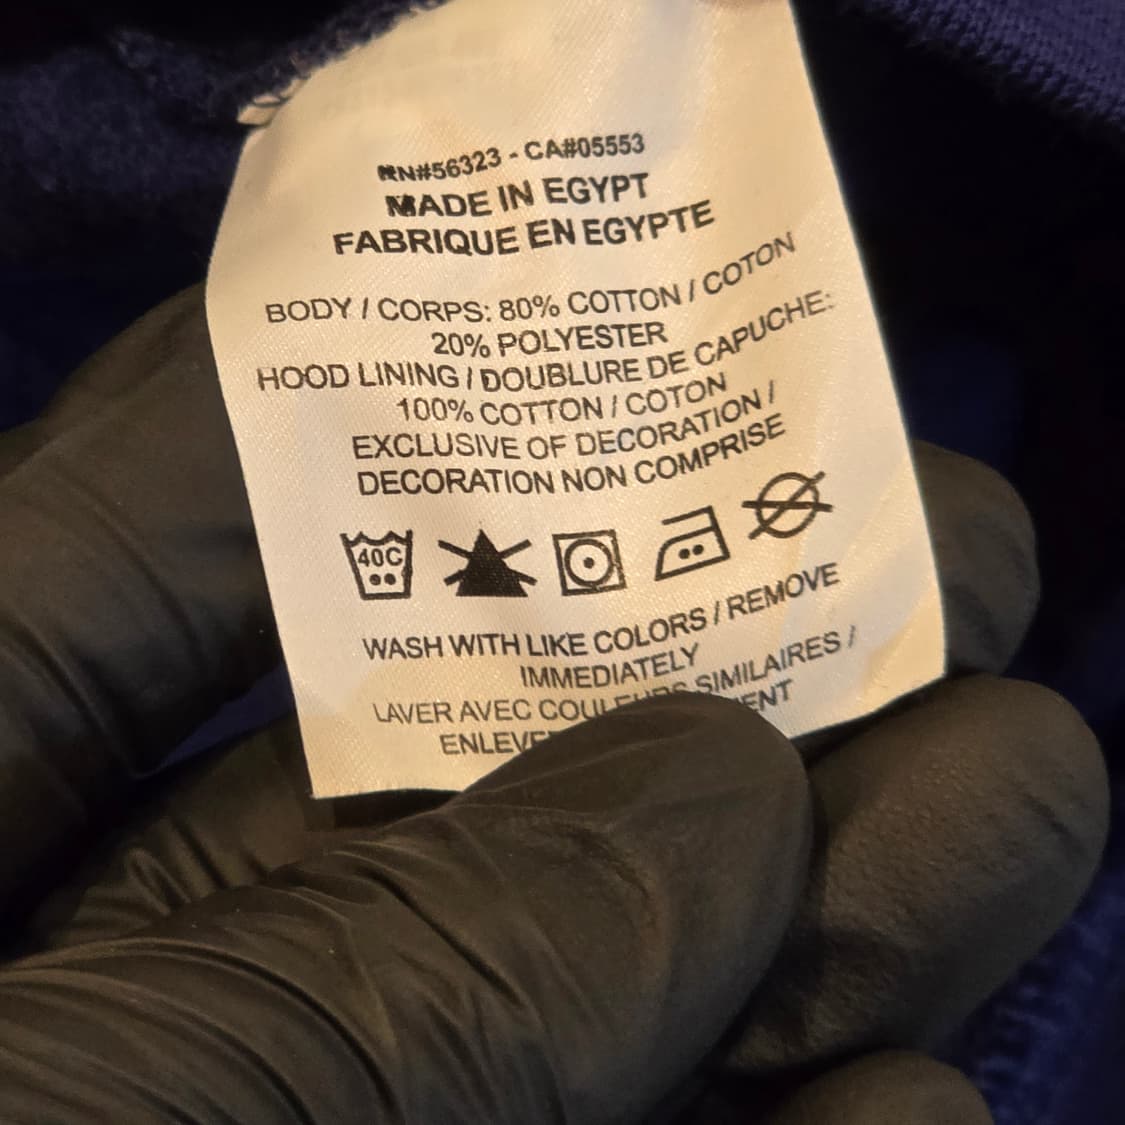 RN#56323 - CA#05553
MADE IN EGYPT
FABRIQUE EN EGYPTE
BODY / CORPS: 80% COTTON / COTON
20% POLYESTER
HOOD LINING / DOUBLURE DE CAPUCHE:
100% COTTON / COTON
EXCLUSIVE OF DECORATION /
DECORATION NON COMPRISE
40C
WASH WITH LIKE COLORS / REMOVE
IMMEDIATELY
LAVER AVEC SIMILAIRES /